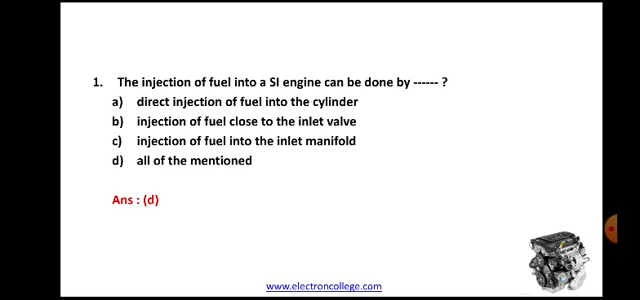 1. The injection of fuel into a SI engine can be done by ------ ?
a) direct injection of fuel into the cylinder
b) injection of fuel close to the inlet valve
c) injection of fuel into the inlet manifold
d) all of the mentioned
Ans : (d)
www.electroncollege.com